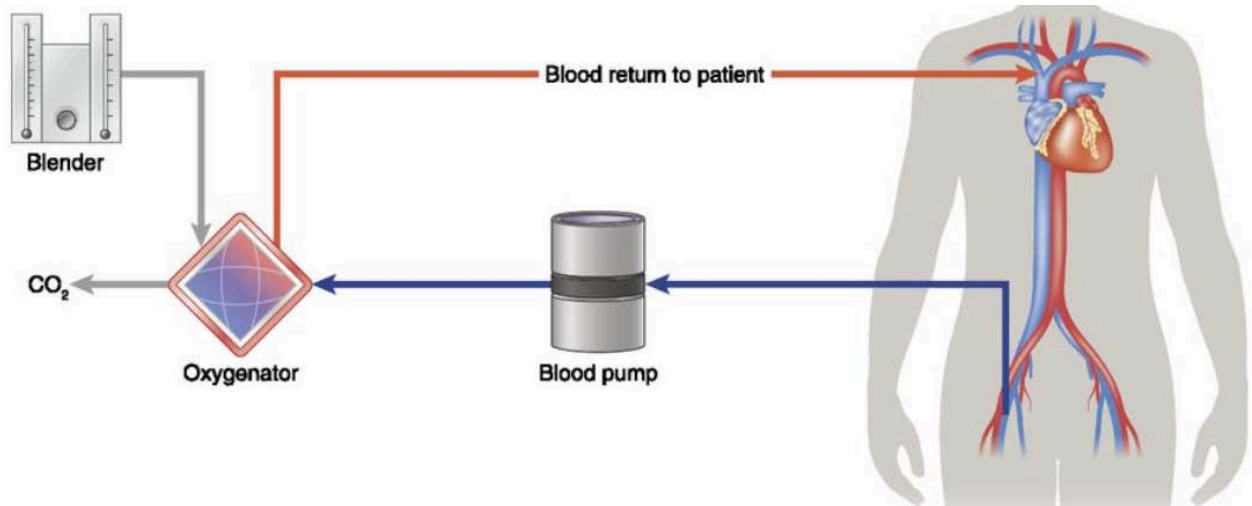 Blood return to patient
Blender
CO₂
Oxygenator
Blood pump